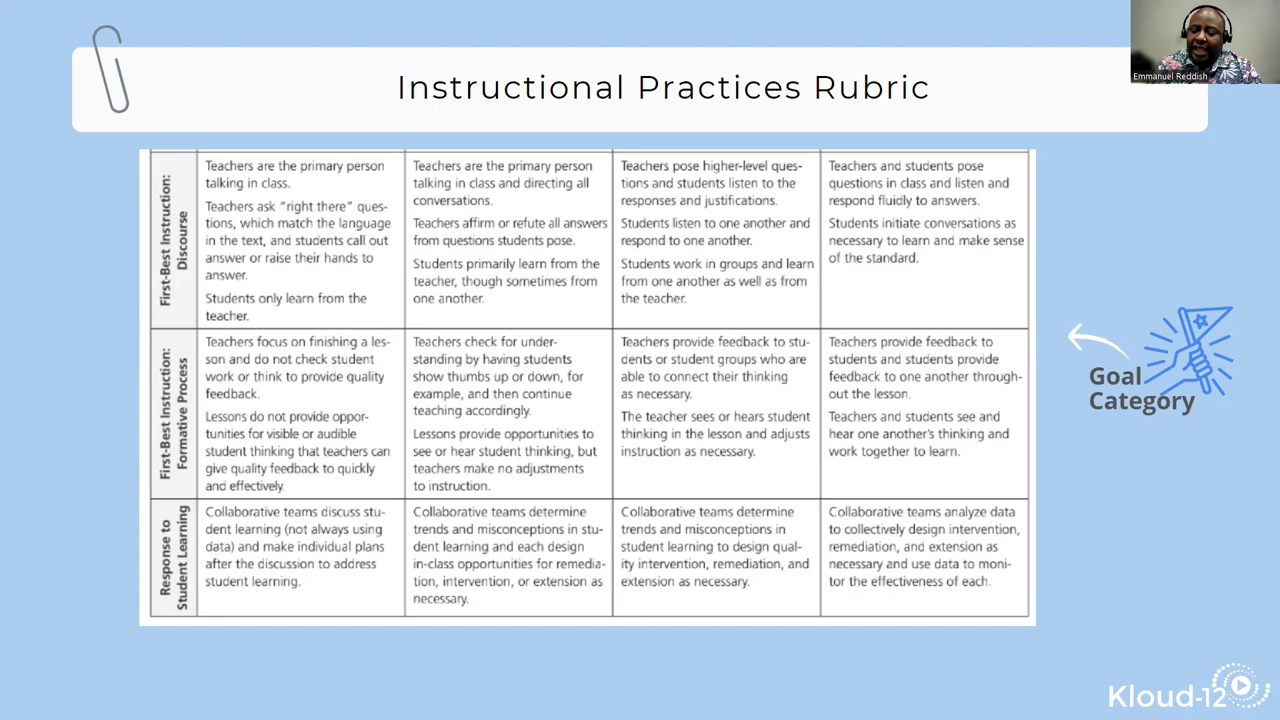 Emmanuel Reddish
Instructional Practices Rubric
First-Best Instruction:
Discourse
Teachers are the primary person
talking in class.
Teachers ask “right there” ques-
tions, which match the language
in the text, and students call out
answer or raise their hands to
answer.
Students only learn from the
teacher.
Teachers are the primary person
talking in class and directing all
conversations.
Teachers affirm or refute all answers
from questions students pose.
Students primarily learn from the
teacher, though sometimes from
one another.
Teachers pose higher-level ques-
tions and students listen to the
responses and justifications.
Students listen to one another and
respond to one another.
Students work in groups and learn
from one another as well as from
the teacher.
Teachers and students pose
questions in class and listen and
respond fluidly to answers.
Students initiate conversations as
necessary to learn and make sense
of the standard.
First-Best Instruction:
Formative Process
Teachers focus on finishing a les-
son and do not check student
work or think to provide quality
feedback.
Lessons do not provide oppor-
tunities for visible or audible
student thinking that teachers can
give quality feedback to quickly
and effectively.
Teachers check for under-
standing by having students
show thumbs up or down, for
example, and then continue
teaching accordingly.
Lessons provide opportunities to
see or hear student thinking, but
teachers make no adjustments
to instruction.
Teachers provide feedback to stu-
dents or student groups who are
able to connect their thinking
as necessary.
The teacher sees or hears student
thinking in the lesson and adjusts
instruction as necessary.
Teachers provide feedback to
students and students provide
feedback to one another through-
out the lesson.
Teachers and students see and
hear one another’s thinking and
work together to learn.
Response to
Student Learning
Collaborative teams discuss stu-
dent learning (not always using
data) and make individual plans
after the discussion to address
student learning.
Collaborative teams determine
trends and misconceptions in stu-
dent learning and each design
in-class opportunities for remedia-
tion, intervention, or extension as
necessary.
Collaborative teams determine
trends and misconceptions in
student learning to design qual-
ity intervention, remediation, and
extension as necessary.
Collaborative teams analyze data
to collectively design intervention,
remediation, and extension as
necessary and use data to moni-
tor the effectiveness of each.
Goal
Category
Kloud-12